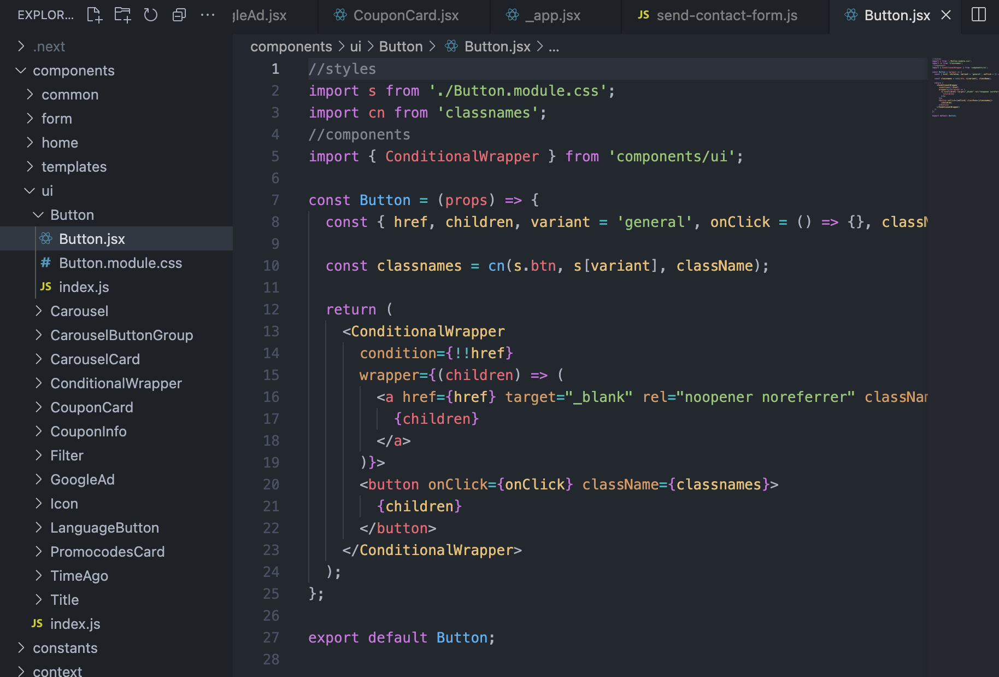 EXPLOR...
gleAd.jsx
CouponCard.jsx
_app.jsx
JS send-contact-form.js
Button.jsx
components > ui > Button > Button.jsx > ...
.next
components
common
form
home
templates
ui
Button
Button.jsx
# Button.module.css
JS index.js
Carousel
CarouselButtonGroup
CarouselCard
ConditionalWrapper
CouponCard
CouponInfo
Filter
GoogleAd
Icon
LanguageButton
PromocodesCard
TimeAgo
Title
JS index.js
constants
context
1 //styles
2 import s from './Button.module.css';
3 import cn from 'classnames';
4 //components
5 import { ConditionalWrapper } from 'components/ui';
6
7 const Button = (props) => {
8 const { href, children, variant = 'general', onClick = () => {}, classN
9
10 const classnames = cn(s.btn, s[variant], className);
11
12 return (
13 <ConditionalWrapper
14 condition={!!href}
15 wrapper={(children) => (
16 <a href={href} target="_blank" rel="noopener noreferrer" classNam
17 {children}
18 </a>
19 )}>
20 <button onClick={onClick} className={classnames}>
21 {children}
22 </button>
23 </ConditionalWrapper>
24 );
25 };
26
27 export default Button;
28